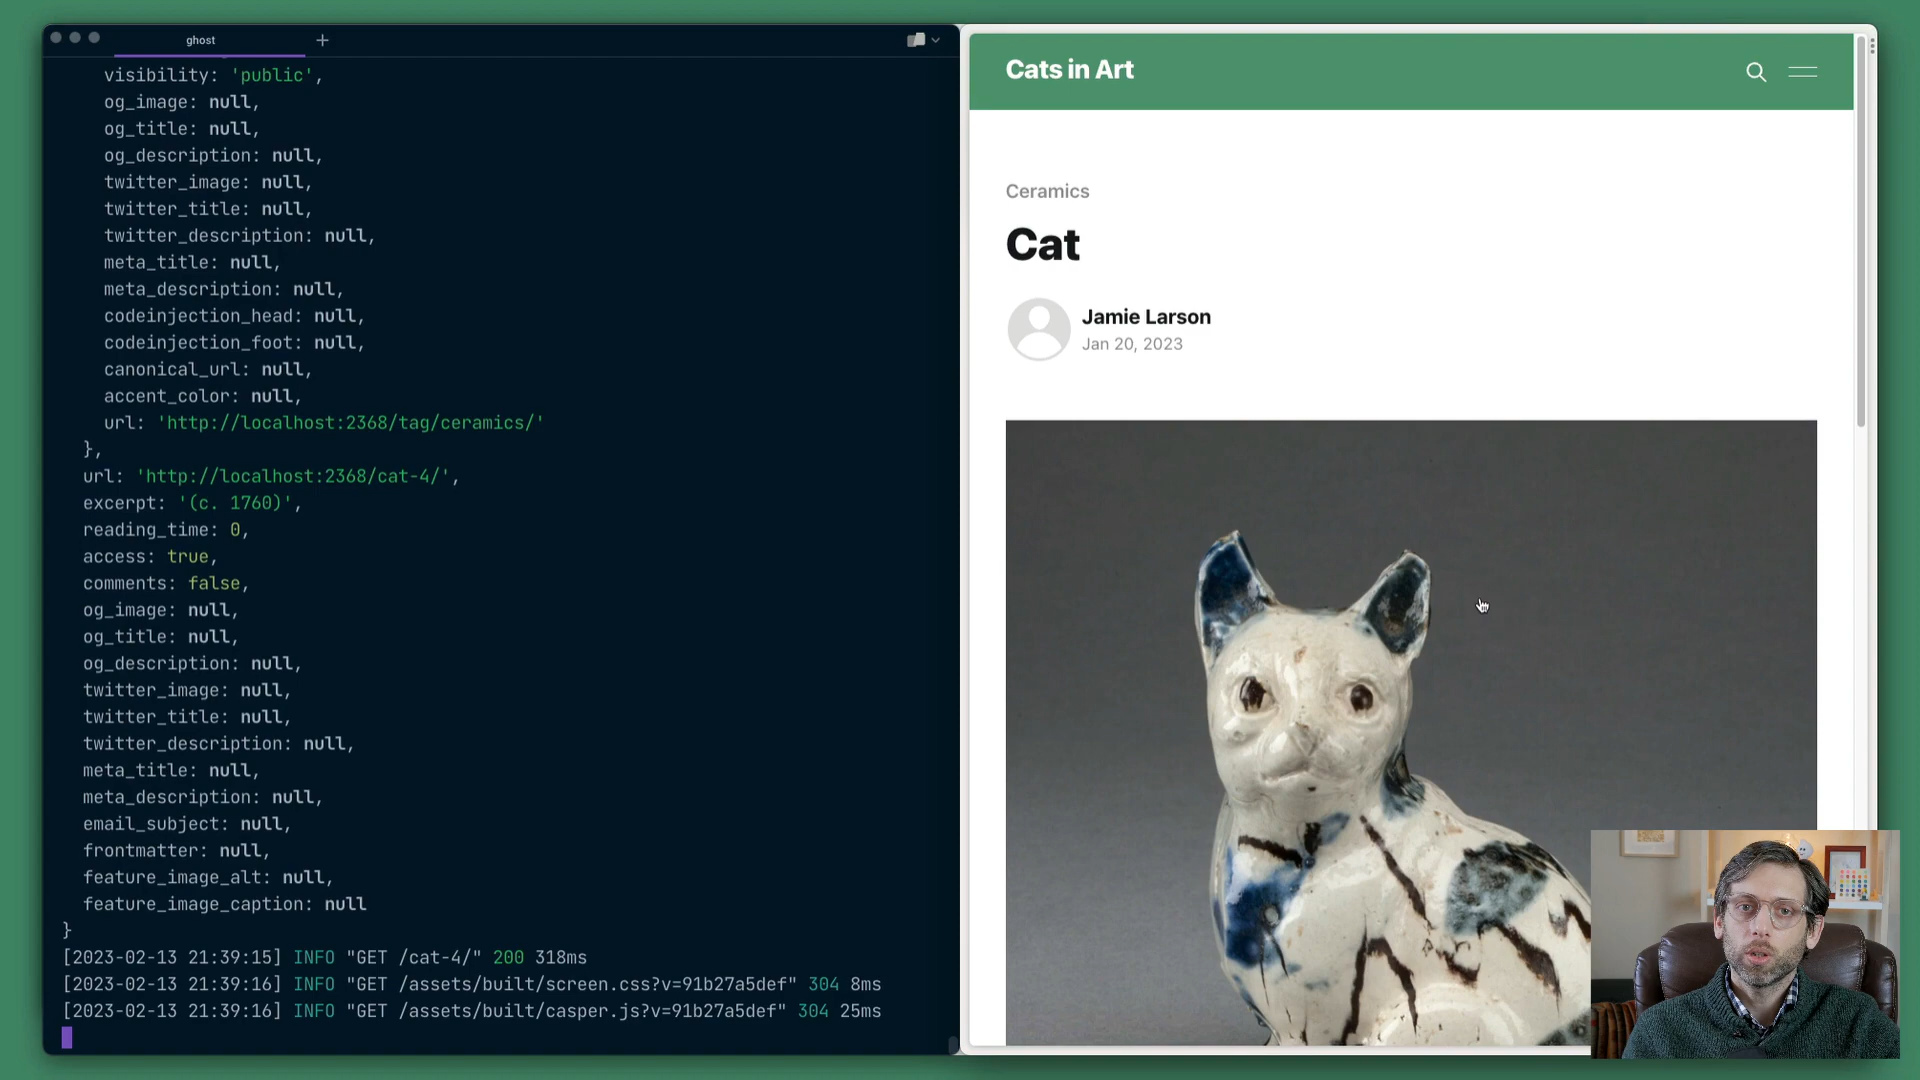 ghost
visibility: 'public',
og_image: null,
og_title: null,
og_description: null,
twitter_image: null,
twitter_title: null,
twitter_description: null,
meta_title: null,
meta_description: null,
codeinjection_head: null,
codeinjection_foot: null,
canonical_url: null,
accent_color: null,
url: 'http://localhost:2368/tag/ceramics/'
},
url: 'http://localhost:2368/cat-4/',
excerpt: '(c. 1760)',
reading_time: 0,
access: true,
comments: false,
og_image: null,
og_title: null,
og_description: null,
twitter_image: null,
twitter_title: null,
twitter_description: null,
meta_title: null,
meta_description: null,
email_subject: null,
frontmatter: null,
feature_image_alt: null,
feature_image_caption: null
}
[2023-02-13 21:39:15] INFO "GET /cat-4/" 200 318ms
[2023-02-13 21:39:16] INFO "GET /assets/built/screen.css?v=91b27a5def" 304 8ms
[2023-02-13 21:39:16] INFO "GET /assets/built/casper.js?v=91b27a5def" 304 25ms
Cats in Art
Ceramics
Cat
Jamie Larson
Jan 20, 2023